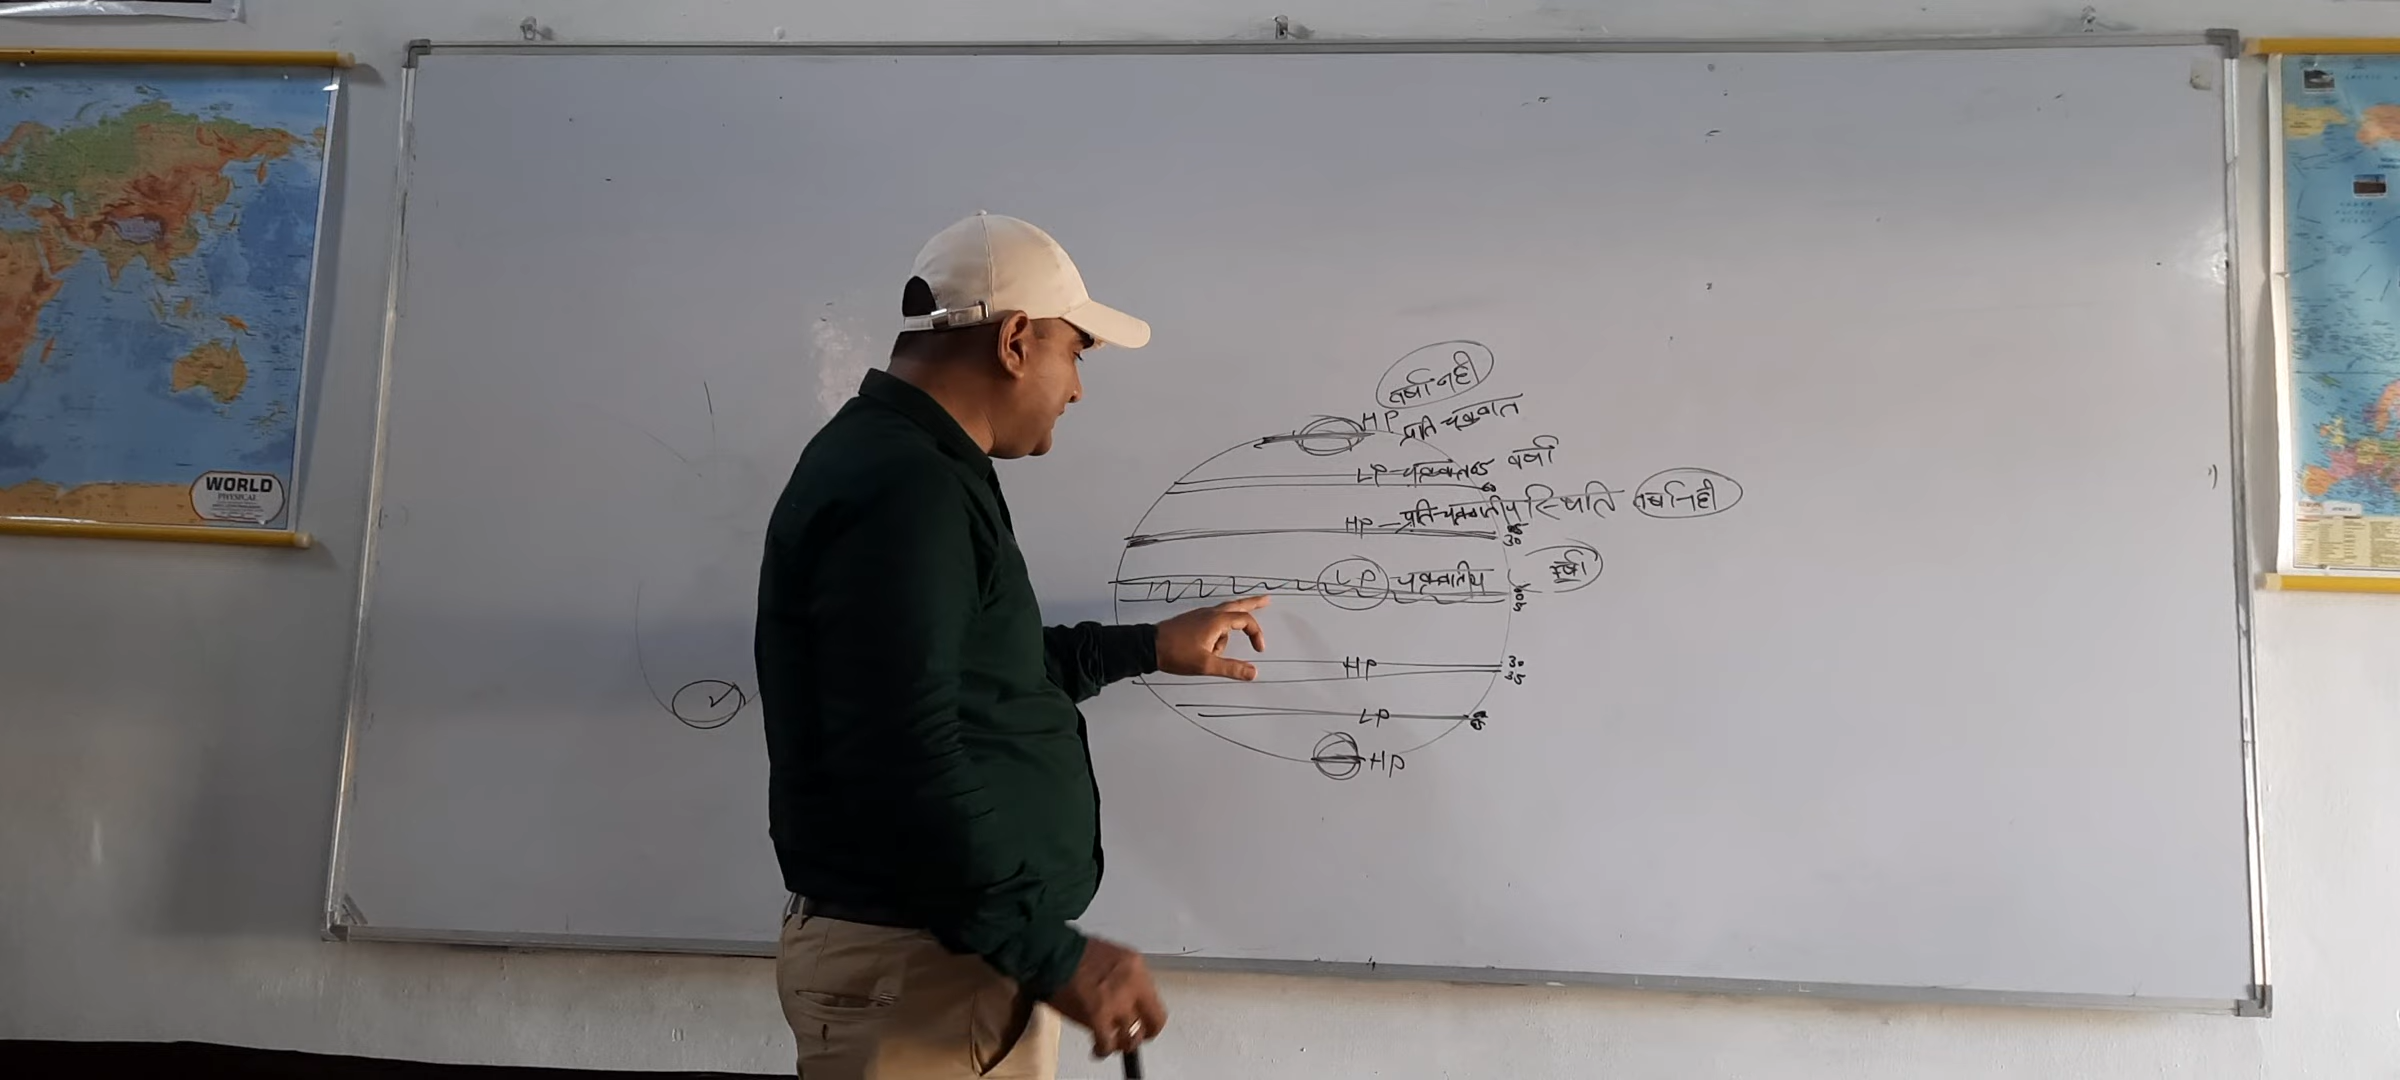 WORLD
PHYSICAL
वर्षा नही
HP
प्रति चक्रवात
LP - चक्रवातीय वर्षा
HP - प्रतिचक्रवातीय स्थिति वर्षा नही
30
LP चक्रवातीय वर्षा
HP
30
LP
HP